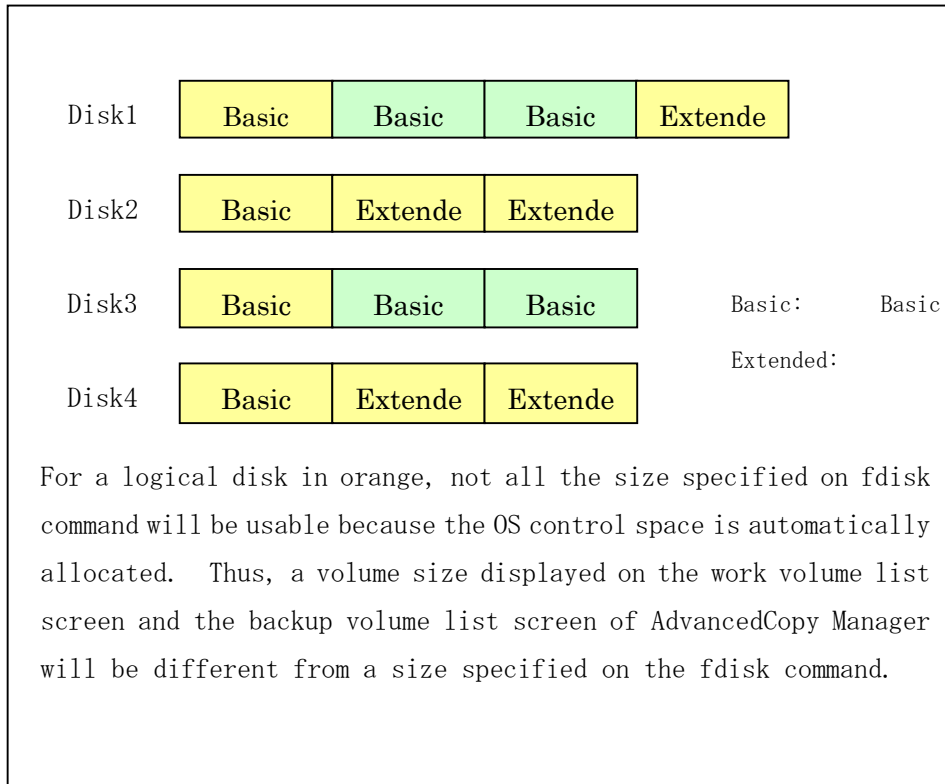 Disk1 Basic Basic Basic Extende
Disk2 Basic Extende Extende
Disk3 Basic Basic Basic
Basic: Basic
Extended:
Disk4 Basic Extende Extende
For a logical disk in orange, not all the size specified on fdisk
command will be usable because the OS control space is automatically
allocated. Thus, a volume size displayed on the work volume list
screen and the backup volume list screen of AdvancedCopy Manager
will be different from a size specified on the fdisk command.